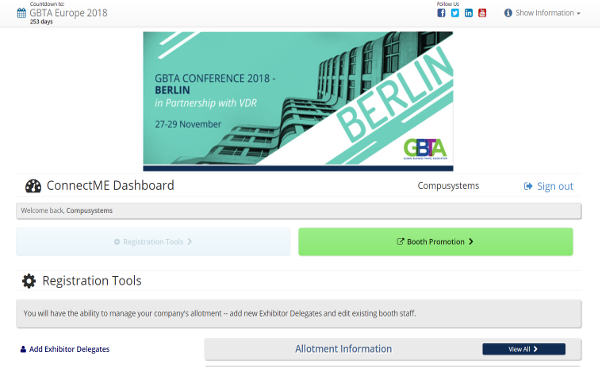 Countdown to:
GBTA Europe 2018
253 days
Follow Us
Show Information
GBTA CONFERENCE 2018 -
BERLIN
in Partnership with VDR
27-29 November
BERLIN
GBTA
GLOBAL BUSINESS TRAVEL ASSOCIATION
ConnectME Dashboard
Compusystems
Sign out
Welcome back, Compusystems
Registration Tools
Booth Promotion
Registration Tools
You will have the ability to manage your company's allotment -- add new Exhibitor Delegates and edit existing booth staff.
Add Exhibitor Delegates
Allotment Information
View All